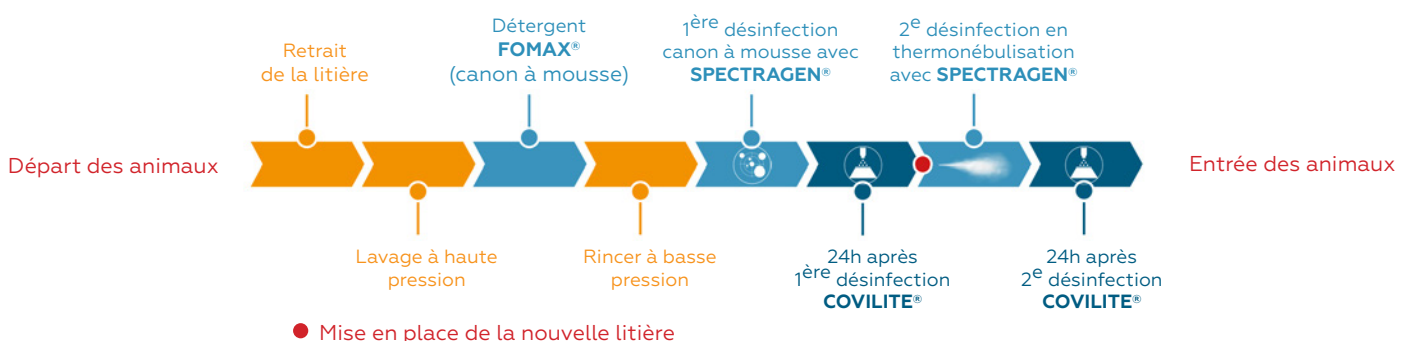 Départ des animaux
Retrait
de la litière
Lavage à haute
pression
Détergent
FOMAX®
(canon à mousse)
Rincer à basse
pression
1ère désinfection
canon à mousse avec
SPECTRAGEN®
24h après
1ère désinfection
COVILITE®
2e désinfection en
thermonébulisation
avec SPECTRAGEN®
24h après
2e désinfection
COVILITE®
Entrée des animaux
Mise en place de la nouvelle litière